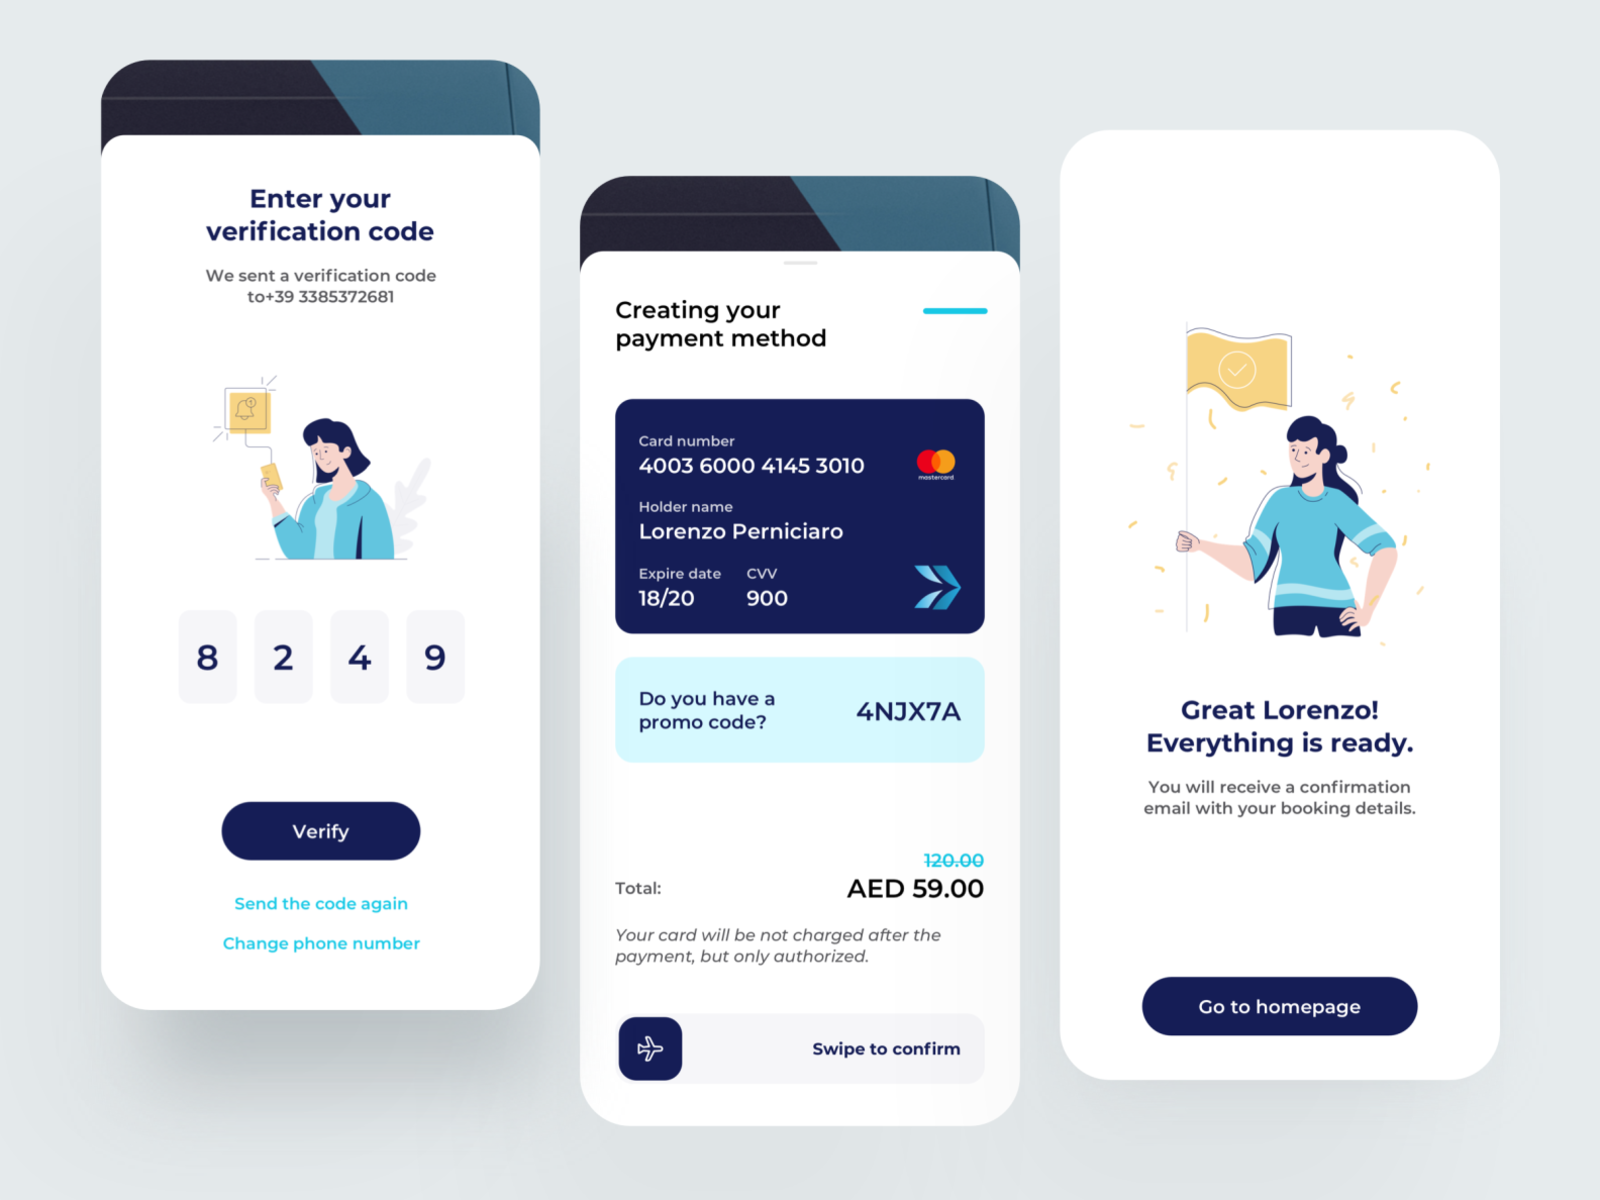 Enter your
verification code
We sent a verification code
to+39 3385372681
8 2 4 9
Verify
Send the code again
Change phone number
Creating your
payment method
Card number
4003 6000 4145 3010
mastercard
Holder name
Lorenzo Perniciaro
Expire date CVV
18/20 900
Do you have a
promo code?
4NJX7A
120.00
Total: AED 59.00
Your card will be not charged after the
payment, but only authorized.
Swipe to confirm
Great Lorenzo!
Everything is ready.
You will receive a confirmation
email with your booking details.
Go to homepage